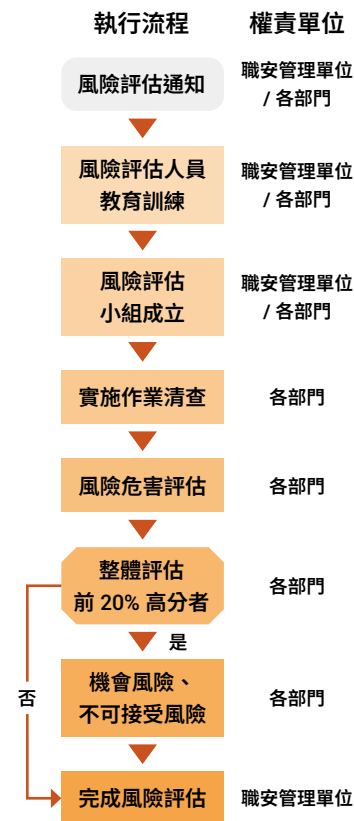 執行流程 權責單位
風險評估通知
職安管理單位
/ 各部門
風險評估人員
教育訓練
職安管理單位
/ 各部門
風險評估
小組成立
職安管理單位
/ 各部門
實施作業清查
各部門
風險危害評估
各部門
整體評估
前 20% 高分者
各部門
是
否
機會風險、
不可接受風險
各部門
完成風險評估
職安管理單位